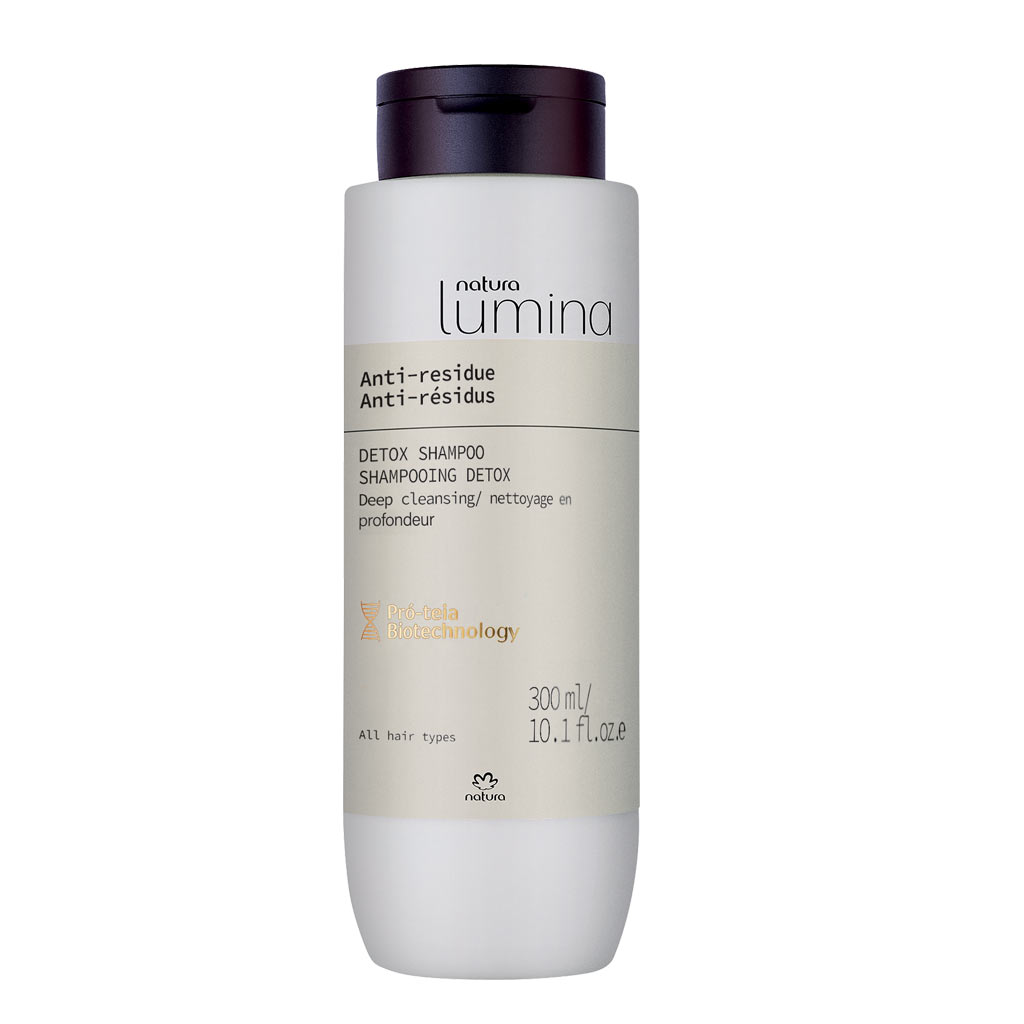 natura
lumina
Anti-residue
Anti-résidus
DETOX SHAMPOO
SHAMPOOING DETOX
Deep cleansing/ nettoyage en
profondeur
Pró-teia
Biotechnology
300 ml/
10.1 fl.oz.e
All hair types
natura